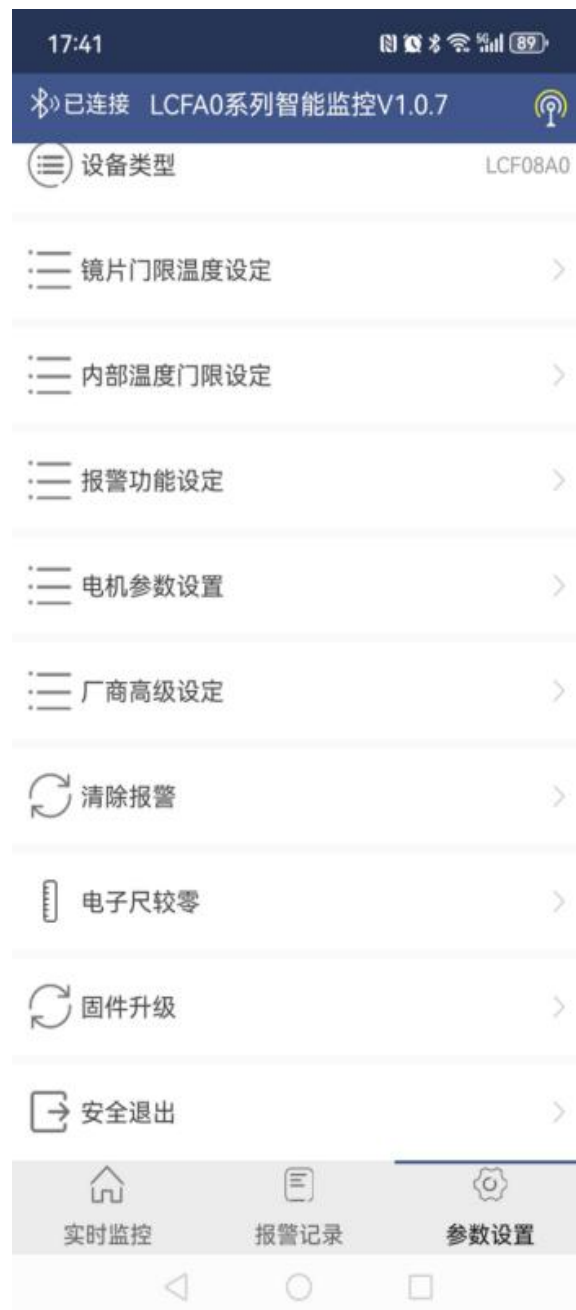 17:41 5G 89
已连接 LCFA0系列智能监控V1.0.7
设备类型 LCF08A0
镜片门限温度设定
内部温度门限设定
报警功能设定
电机参数设置
厂商高级设定
清除报警
电子尺较零
固件升级
安全退出
实时监控 报警记录 参数设置